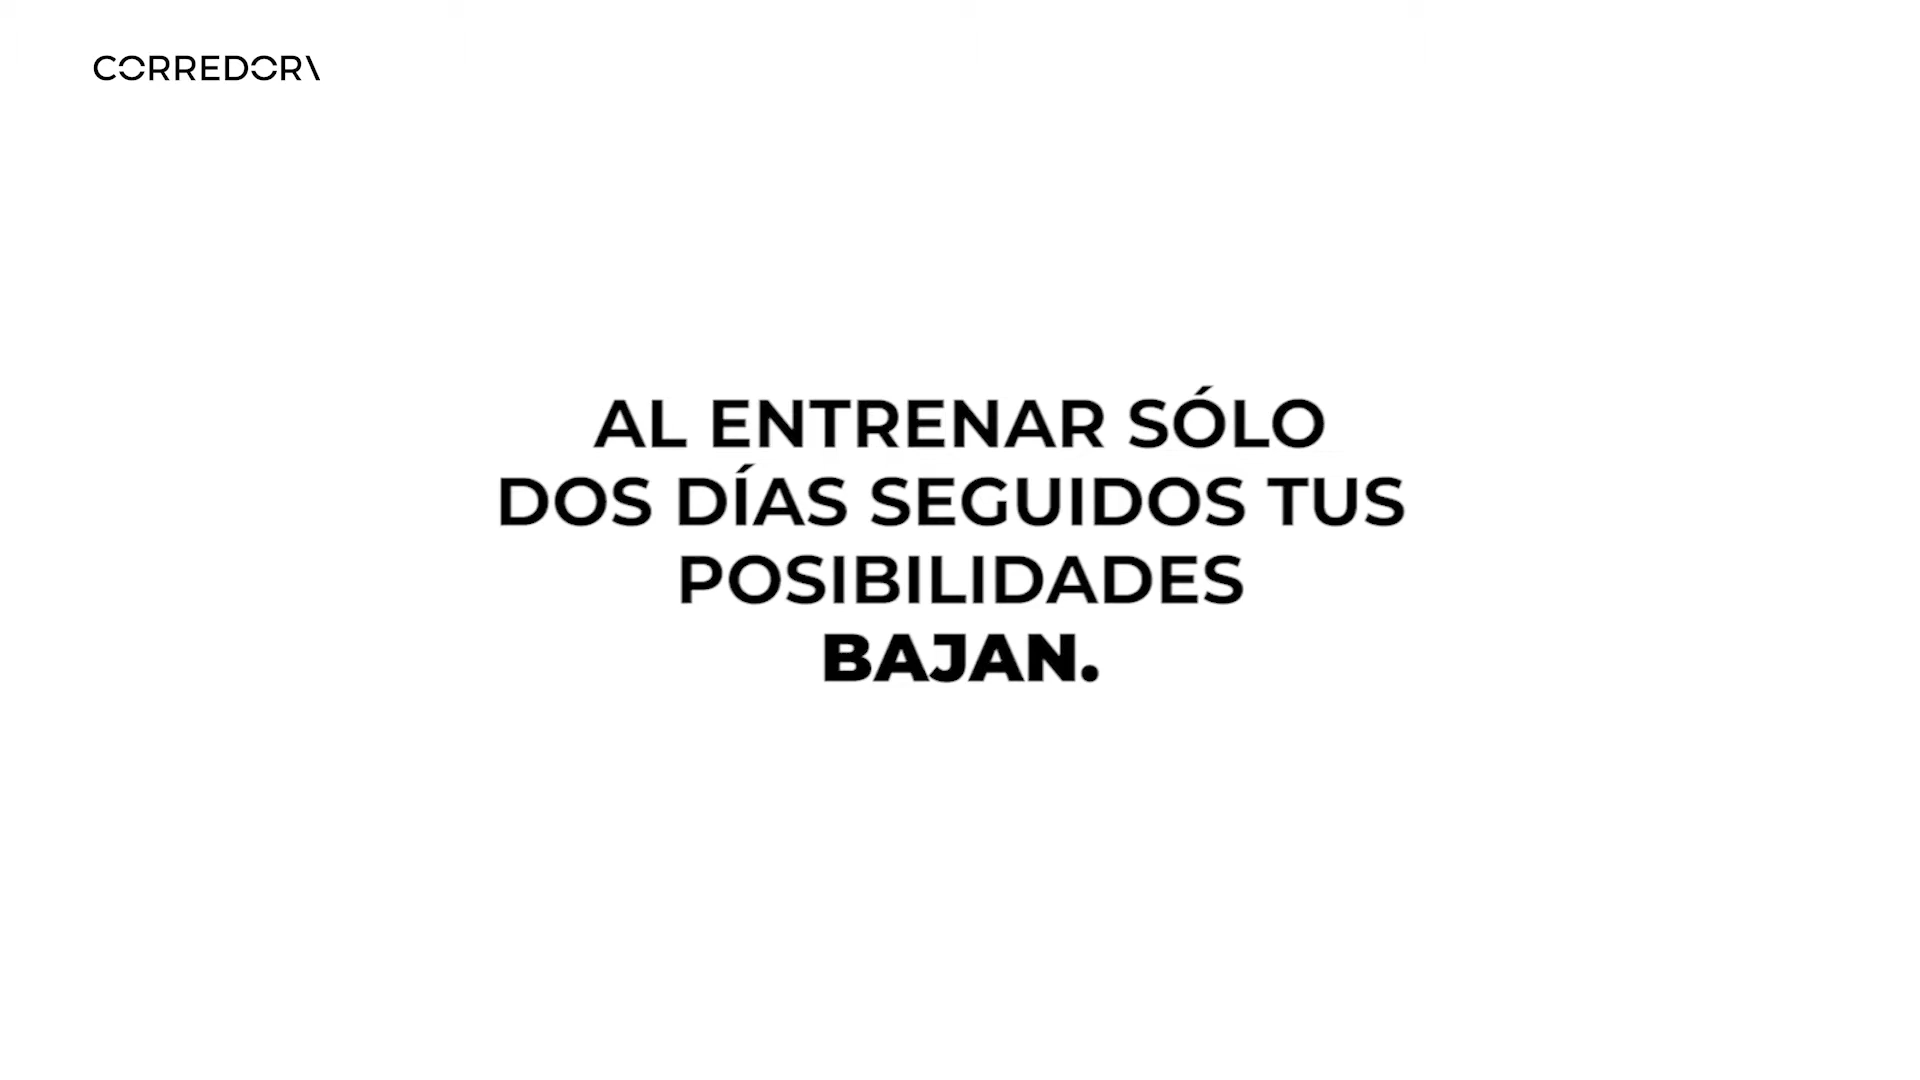 CORREDORA
AL ENTRENAR SÓLO
DOS DÍAS SEGUIDOS TUS
POSIBILIDADES
BAJAN.